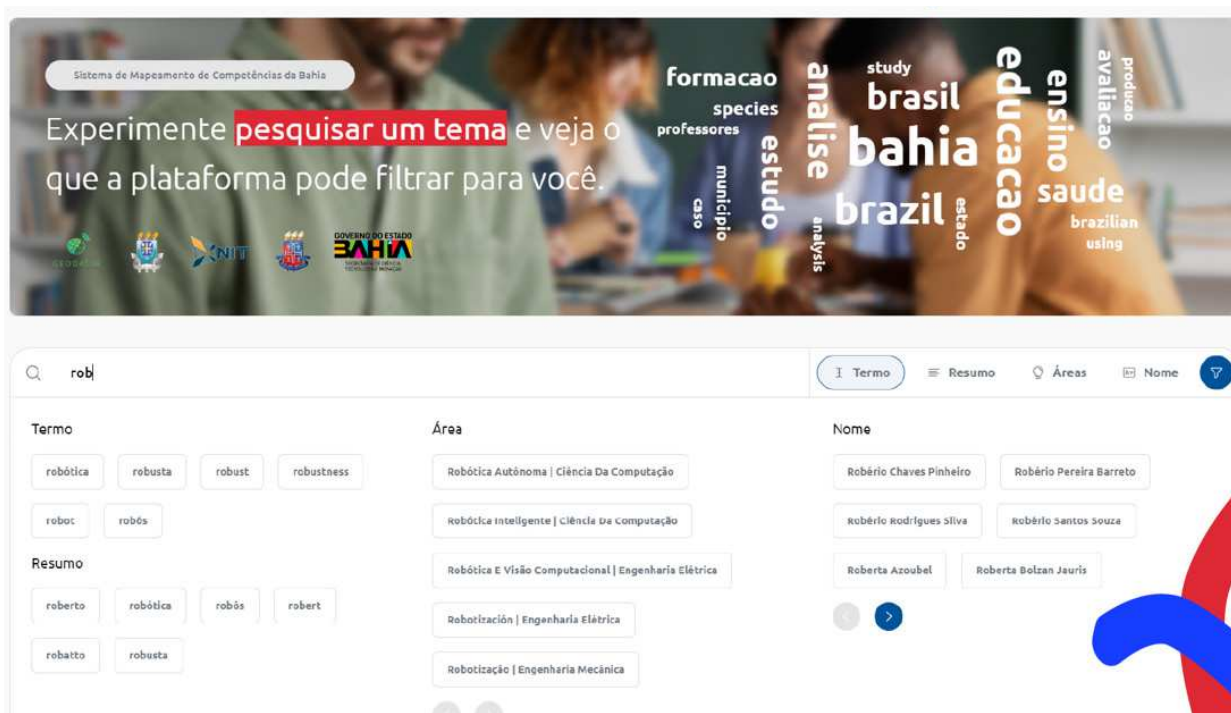 Sistema de Mapeamento de Competências da Bahia
Experimente pesquisar um tema e veja o
que a plataforma pode filtrar para você.
GEODATIN
NIT
GOVERNO DO ESTADO
BAHIA
formacao
species
professores
estudo
municipio
caso
analise
analysis
study
brasil
bahia
brazil
estado
educacao
ensino
avaliacao
producao
saude
brazilian
using
rob
Termo
Resumo
Áreas
Nome
Termo
robótica
robusta
robust
robustness
robot
robôs
Resumo
roberto
robótica
robôs
robert
robatto
robusta
Área
Robótica Autônoma | Ciência Da Computação
Robótica Inteligente | Ciência Da Computação
Robótica E Visão Computacional | Engenharia Elétrica
Robotización | Engenharia Elétrica
Robotização | Engenharia Mecânica
Nome
Robério Chaves Pinheiro
Robério Pereira Barreto
Robério Rodrigues Silva
Robério Santos Souza
Roberta Azoubel
Roberta Bolzan Jauris